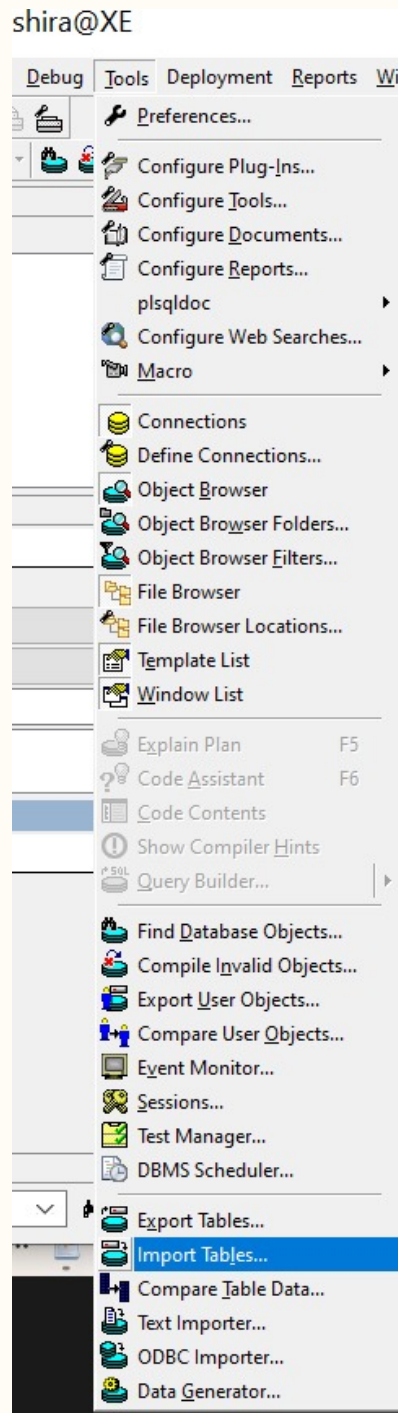 shira@XE
Debug Tools Deployment Reports Wi
Preferences...
Configure Plug-Ins...
Configure Tools...
Configure Documents...
Configure Reports...
plsqldoc
Configure Web Searches...
Macro
Connections
Define Connections...
Object Browser
Object Browser Folders...
Object Browser Filters...
File Browser
File Browser Locations...
Template List
Window List
Explain Plan F5
Code Assistant F6
Code Contents
Show Compiler Hints
Query Builder...
Find Database Objects...
Compile Invalid Objects...
Export User Objects...
Compare User Objects...
Event Monitor...
Sessions...
Test Manager...
DBMS Scheduler...
Export Tables...
Import Tables...
Compare Table Data...
Text Importer...
ODBC Importer...
Data Generator...